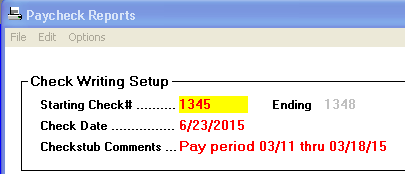 Paycheck Reports
File Edit Options
Check Writing Setup
Starting Check# .......... 1345 Ending 1348
Check Date ................ 6/23/2015
Checkstub Comments ... Pay period 03/11 thru 03/18/15